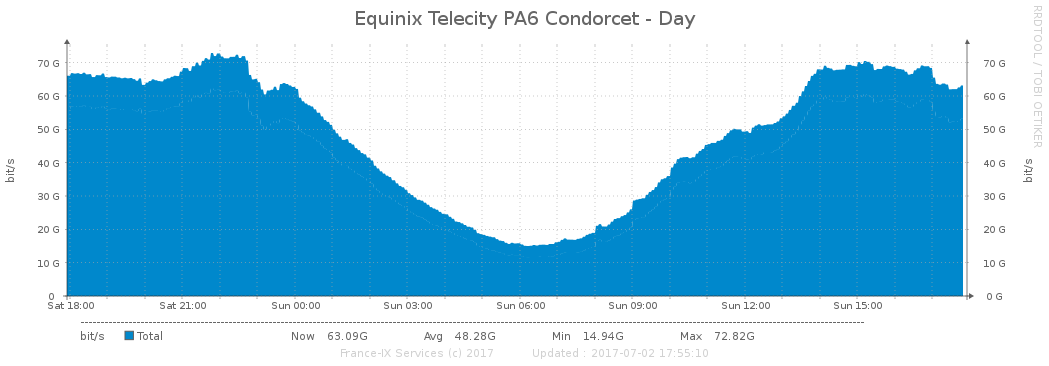 Equinix Telecity PA6 Condorcet - Day
RRDTOOL / TOBI OETIKER
bit/s
bit/s
70 G 70 G
60 G 60 G
50 G 50 G
40 G 40 G
30 G 30 G
20 G 20 G
10 G 10 G
0 0 G
Sat 18:00 Sat 21:00 Sun 00:00 Sun 03:00 Sun 06:00 Sun 09:00 Sun 12:00 Sun 15:00
bit/s Total Now 63.09G Avg 48.28G Min 14.94G Max 72.82G
France-IX Services (c) 2017 Updated : 2017-07-02 17:55:10